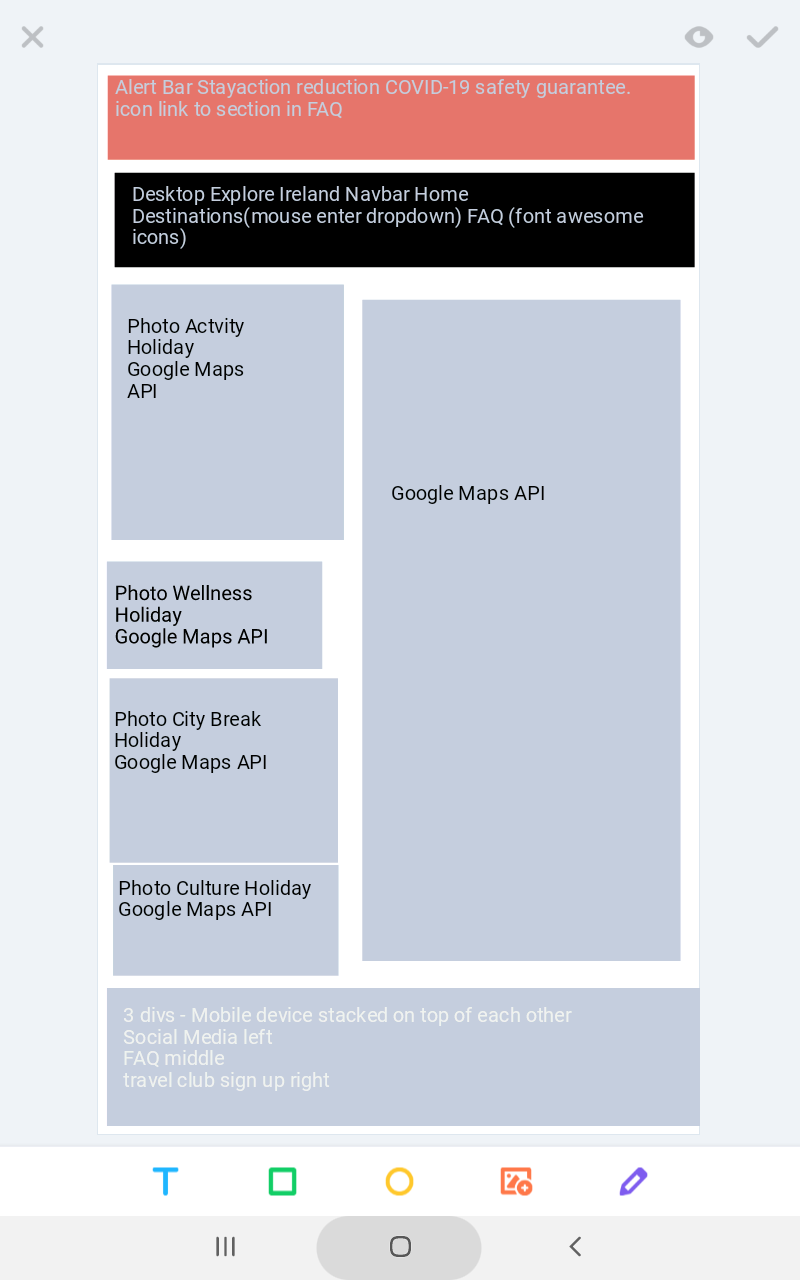 Alert Bar Stayaction reduction COVID-19 safety guarantee.
icon link to section in FAQ
Desktop Explore Ireland Navbar Home
Destinations(mouse enter dropdown) FAQ (font awesome
icons)
Photo Actvity
Holiday
Google Maps
API
Google Maps API
Photo Wellness
Holiday
Google Maps API
Photo City Break
Holiday
Google Maps API
Photo Culture Holiday
Google Maps API
3 divs - Mobile device stacked on top of each other
Social Media left
FAQ middle
travel club sign up right